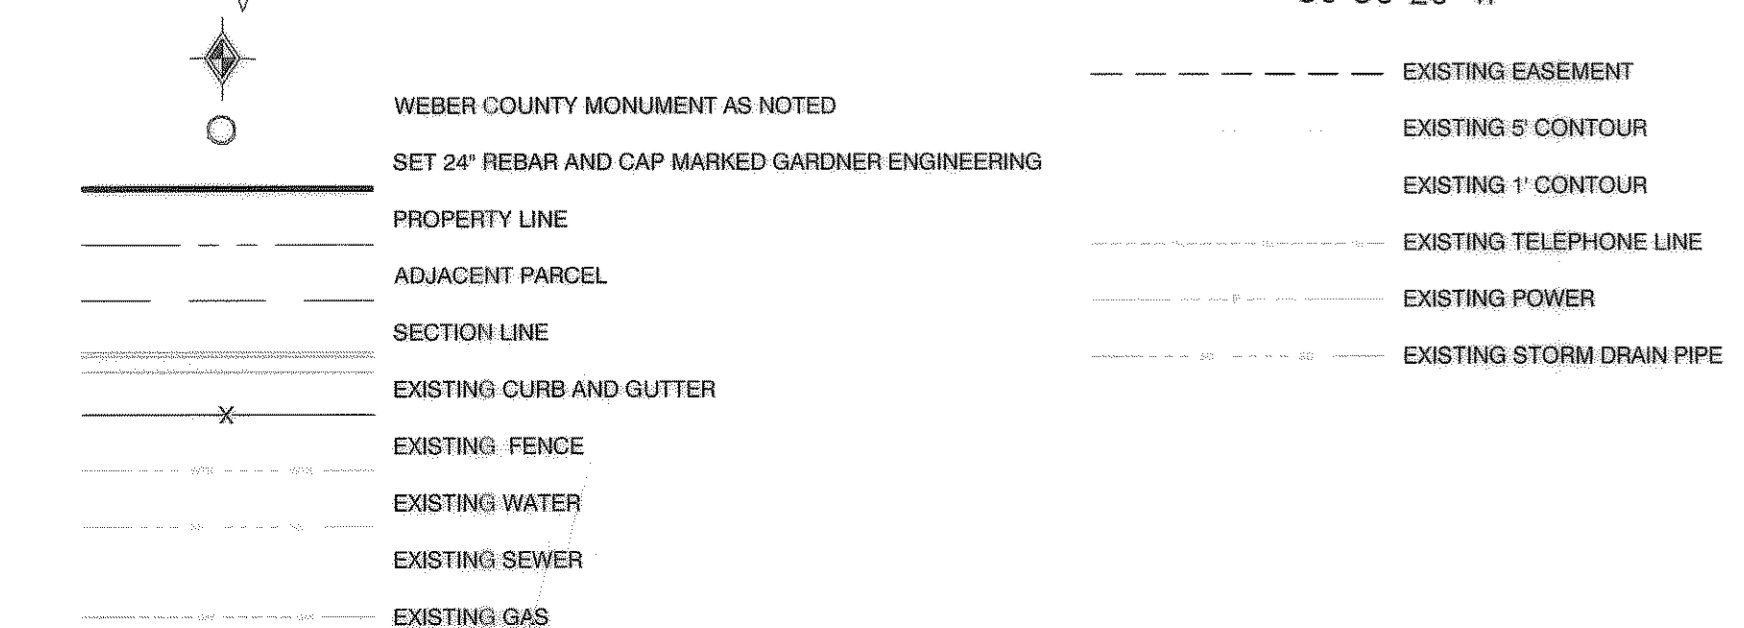 WEBER COUNTY MONUMENT AS NOTED
SET 24" REBAR AND CAP MARKED GARDNER ENGINEERING
PROPERTY LINE
ADJACENT PARCEL
SECTION LINE
EXISTING CURB AND GUTTER
X
EXISTING FENCE
EXISTING WATER
EXISTING SEWER
EXISTING GAS
EXISTING EASEMENT
EXISTING 5' CONTOUR
EXISTING 1' CONTOUR
EXISTING TELEPHONE LINE
P
EXISTING POWER
EXISTING STORM DRAIN PIPE